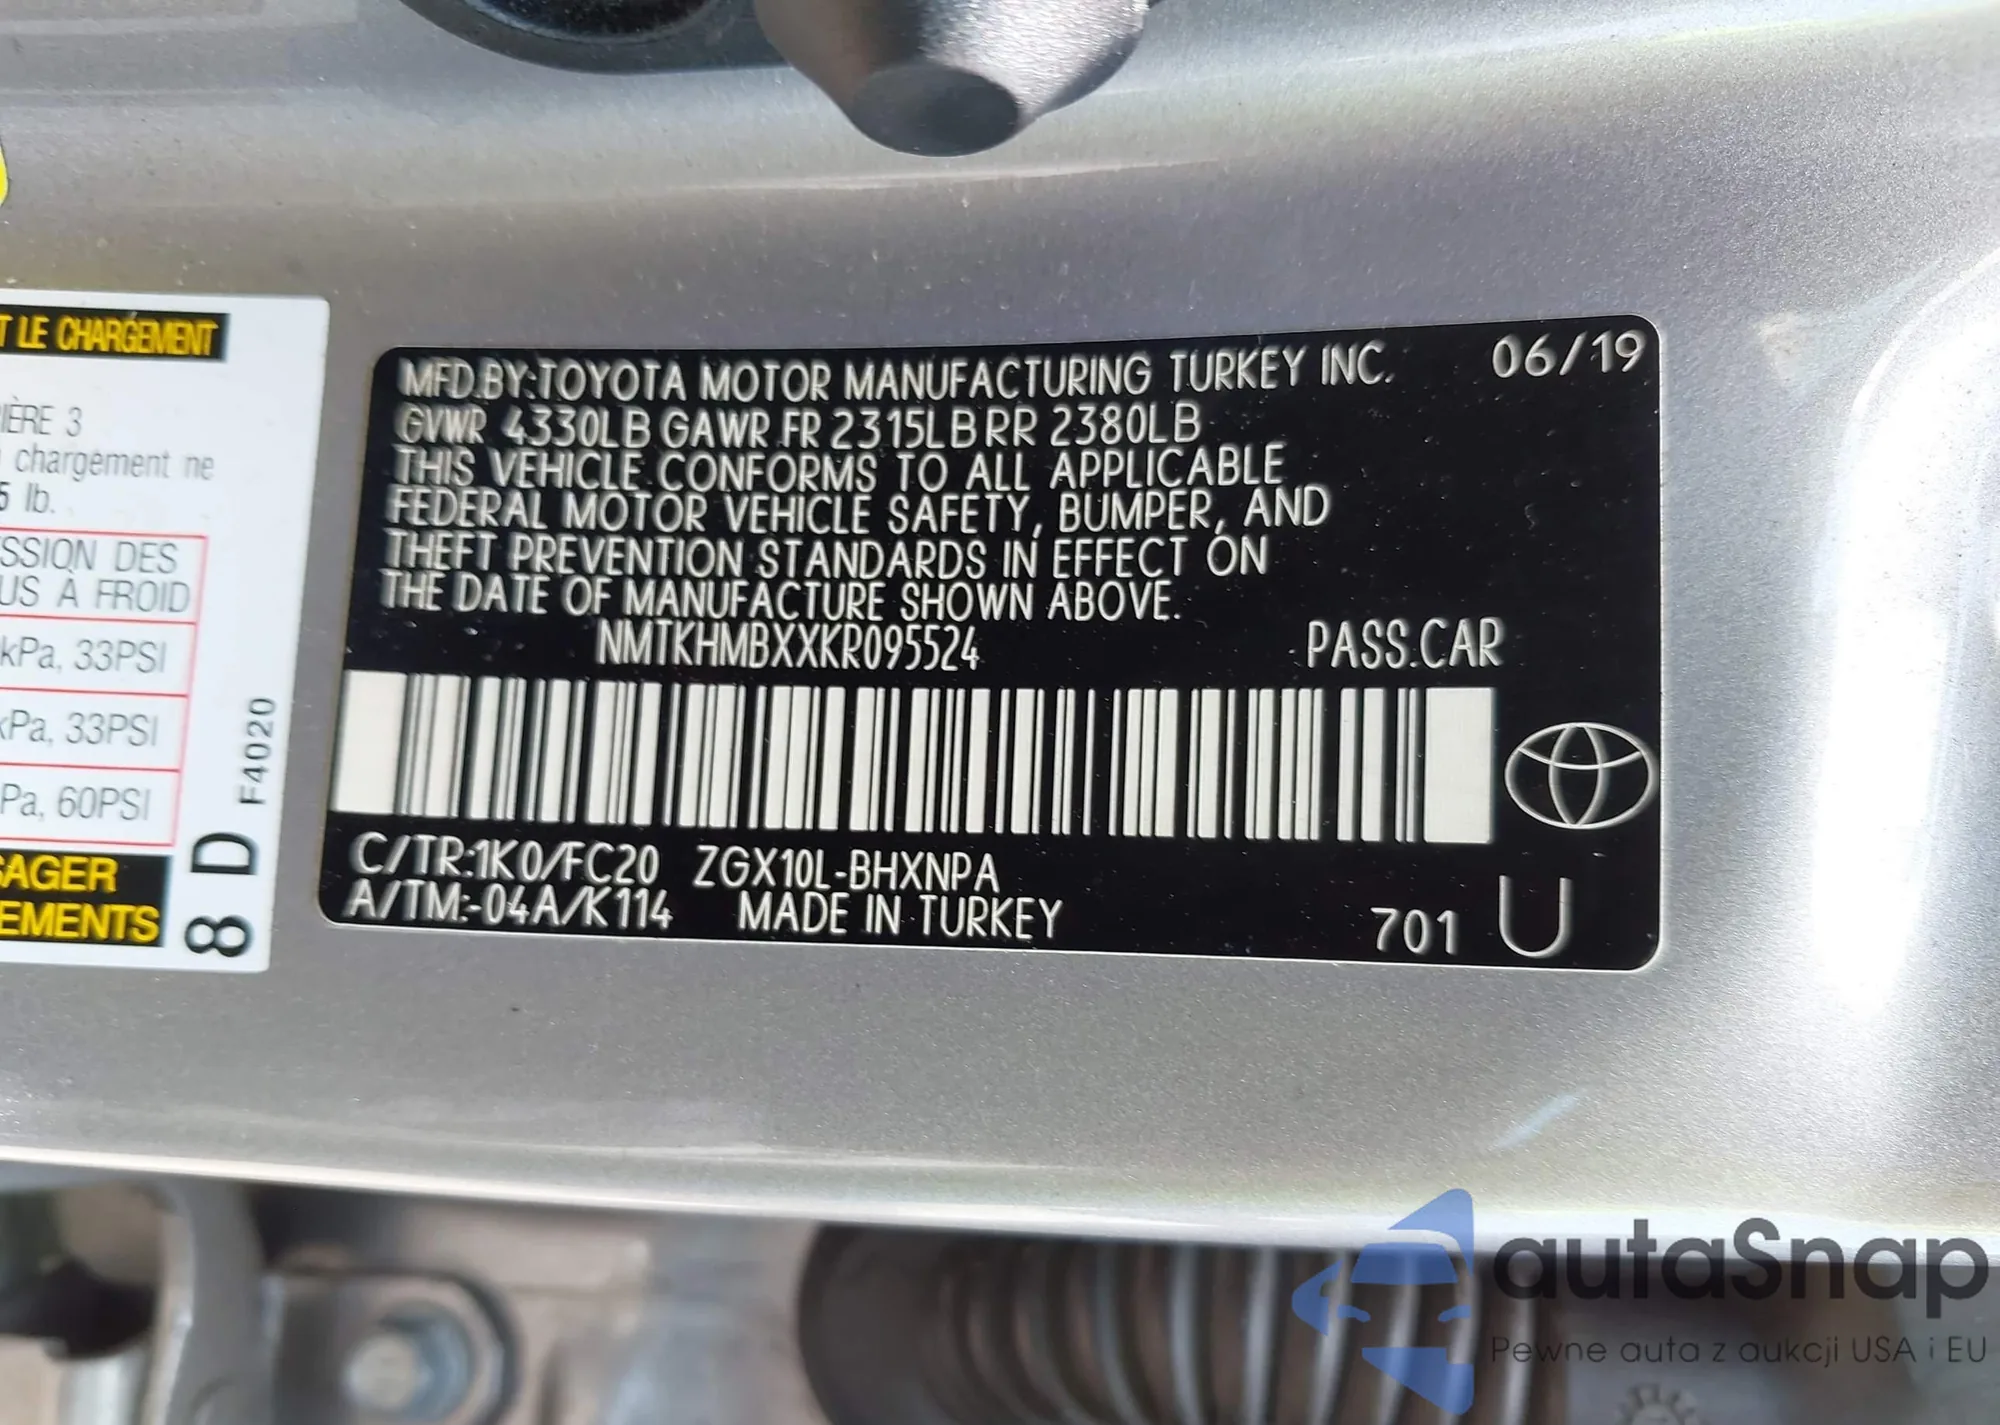 T LE CHARGEMENT
IÈRE 3
chargement ne
5 lb.
SSION DES
US À FROID
kPa, 33PSI
kPa, 33PSI
Pa, 60PSI
SAGER
EMENTS
F4020
8 D
MFD.BY:TOYOTA MOTOR MANUFACTURING TURKEY INC. 06/19
GVWR 4330LB GAWR FR 2315LB RR 2380LB
THIS VEHICLE CONFORMS TO ALL APPLICABLE
FEDERAL MOTOR VEHICLE SAFETY, BUMPER, AND
THEFT PREVENTION STANDARDS IN EFFECT ON
THE DATE OF MANUFACTURE SHOWN ABOVE.
NMTKHMBXXKR095524 PASS.CAR
C/TR:1K0/FC20 ZGX10L-BHXNPA
A/TM:-04A/K114 MADE IN TURKEY 701 U
autaSnap
Pewne auta z aukcji USA i EU